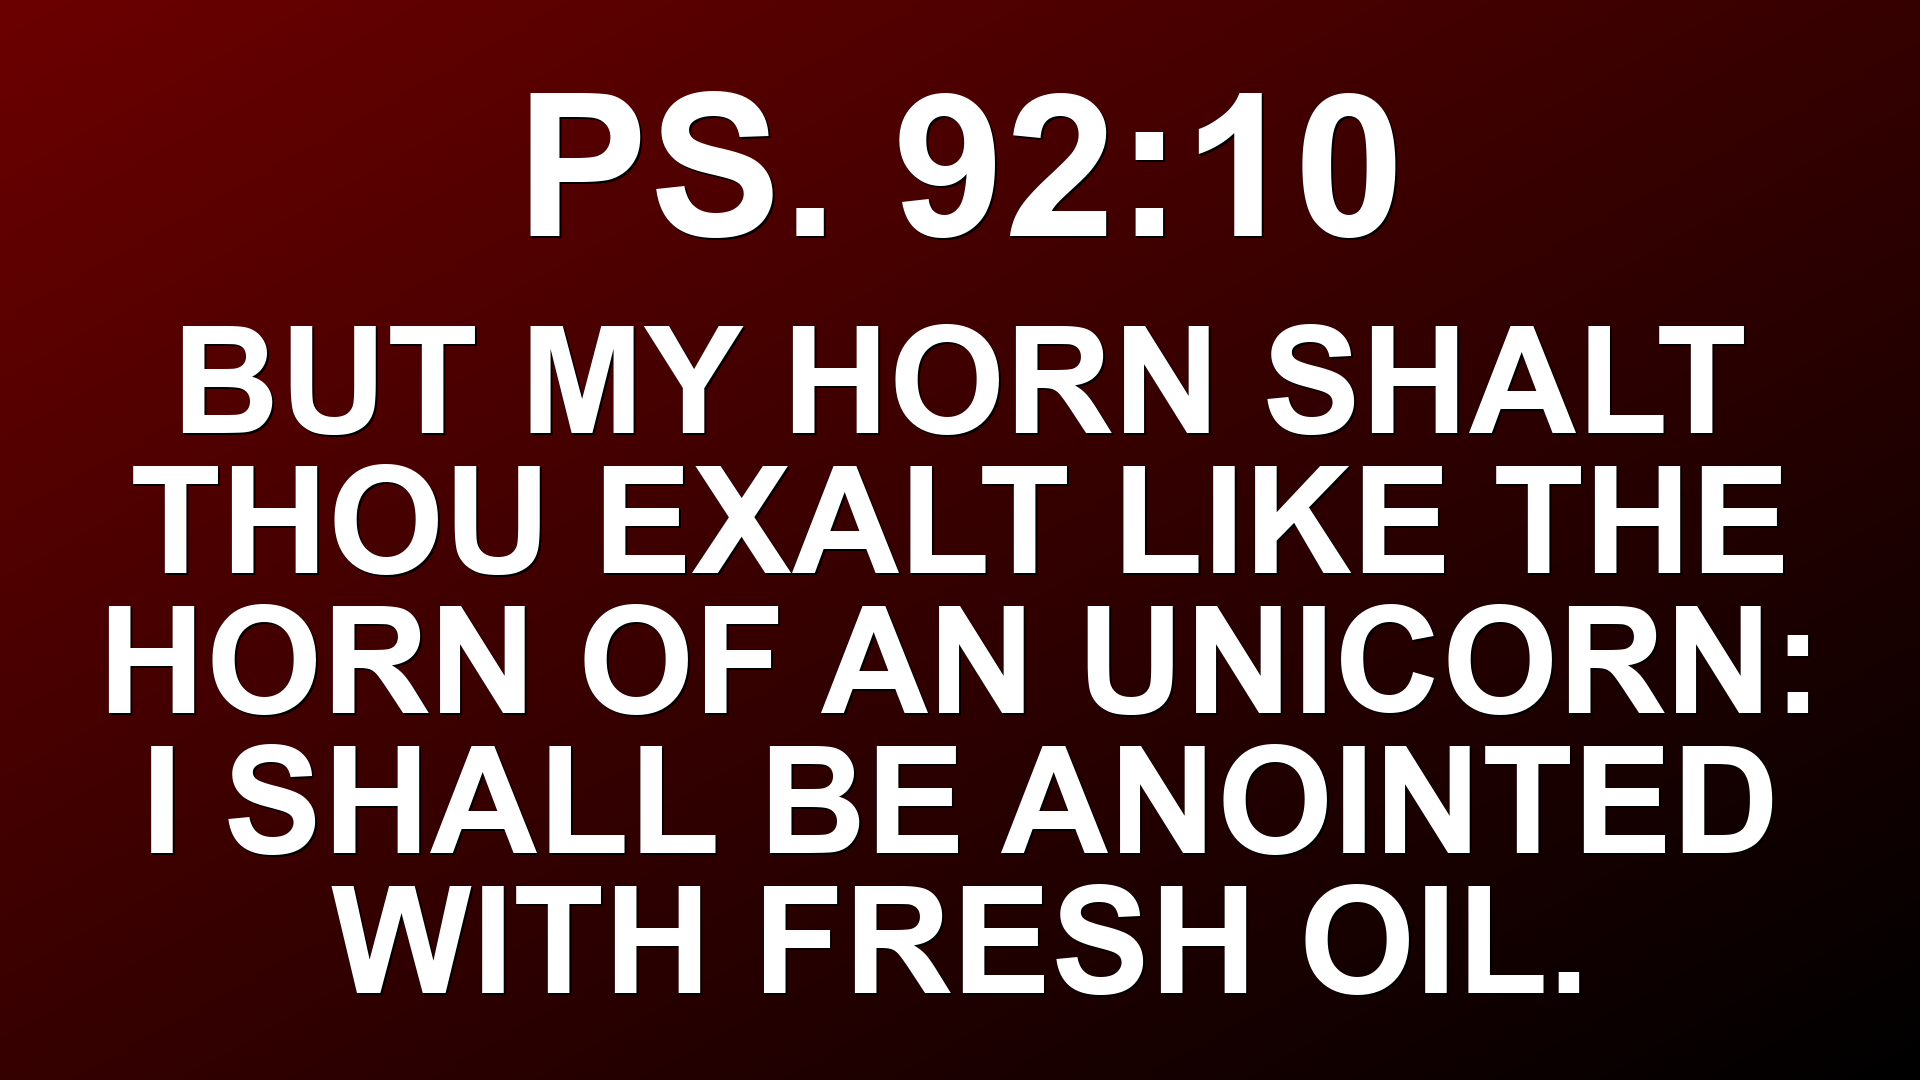 PS. 92:10
BUT MY HORN SHALT
THOU EXALT LIKE THE
HORN OF AN UNICORN:
I SHALL BE ANOINTED
WITH FRESH OIL.